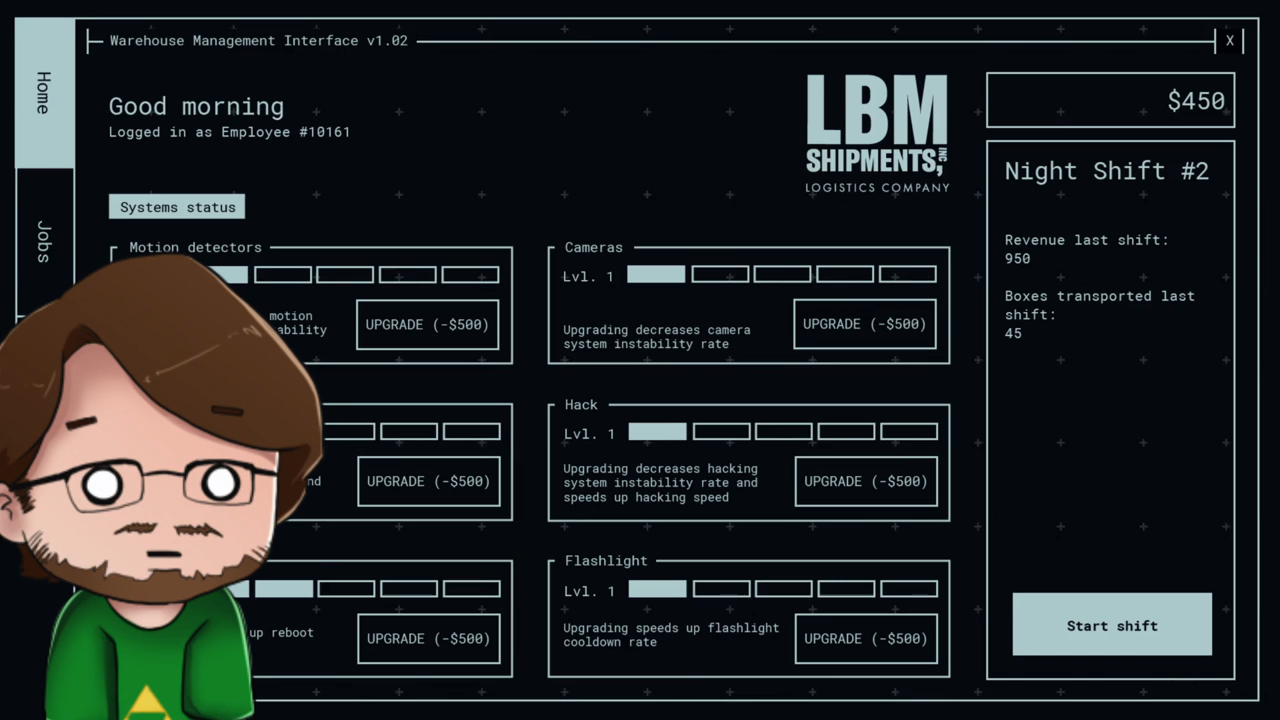 Warehouse Management Interface v1.02
X
Home
Jobs
Good morning
Logged in as Employee #10161
LBM
SHIPMENTS, INC
LOGISTICS COMPANY
$450
Systems status
Motion detectors
motion
ability
UPGRADE (-$500)
Cameras
Lvl. 1
Upgrading decreases camera
system instability rate
UPGRADE (-$500)
UPGRADE (-$500)
Hack
Lvl. 1
Upgrading decreases hacking
system instability rate and
speeds up hacking speed
UPGRADE (-$500)
up reboot
UPGRADE (-$500)
Flashlight
Lvl. 1
Upgrading speeds up flashlight
cooldown rate
UPGRADE (-$500)
Night Shift #2
Revenue last shift:
950
Boxes transported last
shift:
45
Start shift